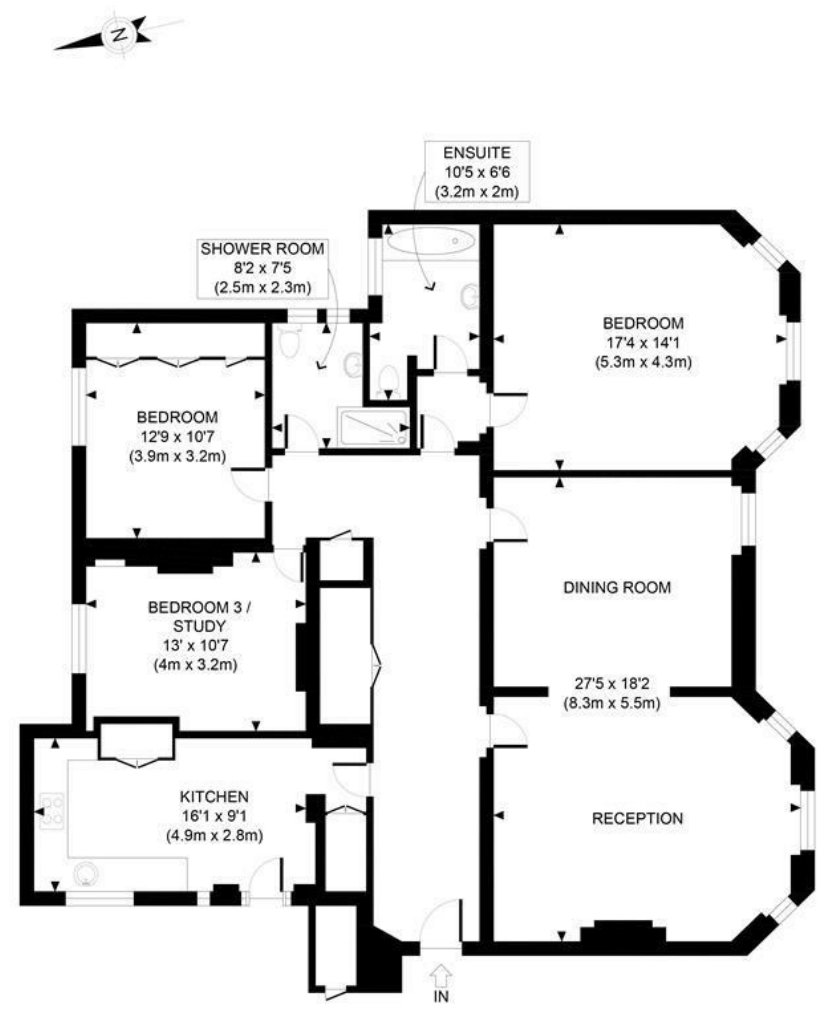 N
ENSUITE
10'5 x 6'6
(3.2m x 2m)
SHOWER ROOM
8'2 x 7'5
(2.5m x 2.3m)
BEDROOM
17'4 x 14'1
(5.3m x 4.3m)
BEDROOM
12'9 x 10'7
(3.9m x 3.2m)
DINING ROOM
BEDROOM 3 /
STUDY
13' x 10'7
(4m x 3.2m)
27'5 x 18'2
(8.3m x 5.5m)
KITCHEN
16'1 x 9'1
(4.9m x 2.8m)
RECEPTION
IN